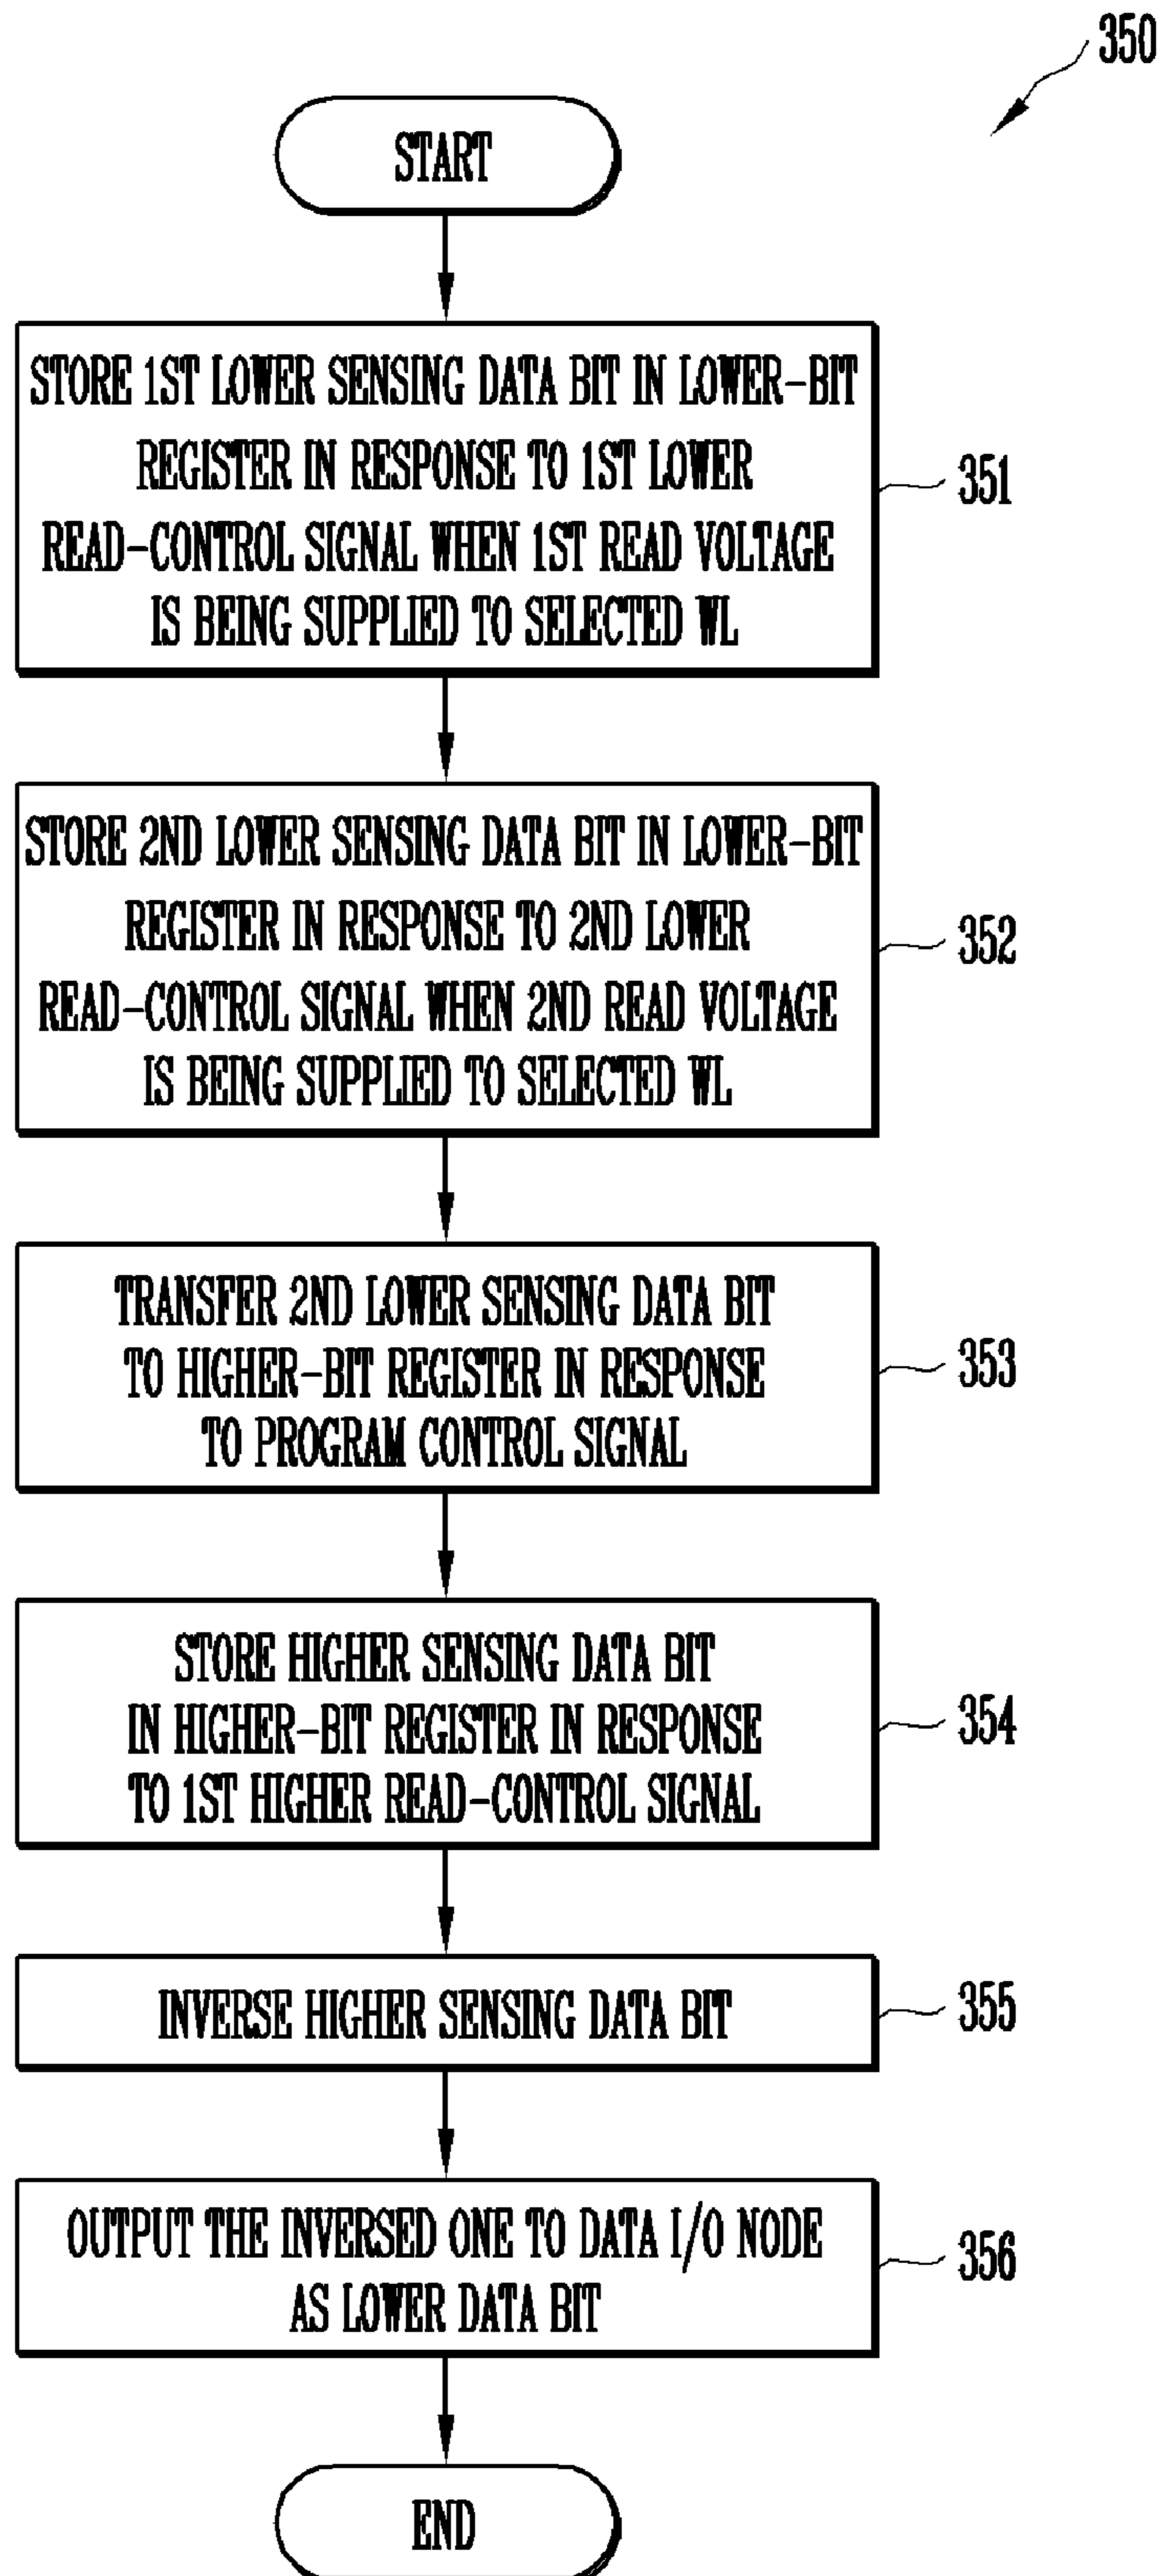 350
START
STORE 1ST LOWER SENSING DATA BIT IN LOWER-BIT
REGISTER IN RESPONSE TO 1ST LOWER
READ-CONTROL SIGNAL WHEN 1ST READ VOLTAGE
IS BEING SUPPLIED TO SELECTED WL
351
STORE 2ND LOWER SENSING DATA BIT IN LOWER-BIT
REGISTER IN RESPONSE TO 2ND LOWER
READ-CONTROL SIGNAL WHEN 2ND READ VOLTAGE
IS BEING SUPPLIED TO SELECTED WL
352
TRANSFER 2ND LOWER SENSING DATA BIT
TO HIGHER-BIT REGISTER IN RESPONSE
TO PROGRAM CONTROL SIGNAL
353
STORE HIGHER SENSING DATA BIT
IN HIGHER-BIT REGISTER IN RESPONSE
TO 1ST HIGHER READ-CONTROL SIGNAL
354
INVERSE HIGHER SENSING DATA BIT
355
OUTPUT THE INVERSED ONE TO DATA I/O NODE
AS LOWER DATA BIT
356
END